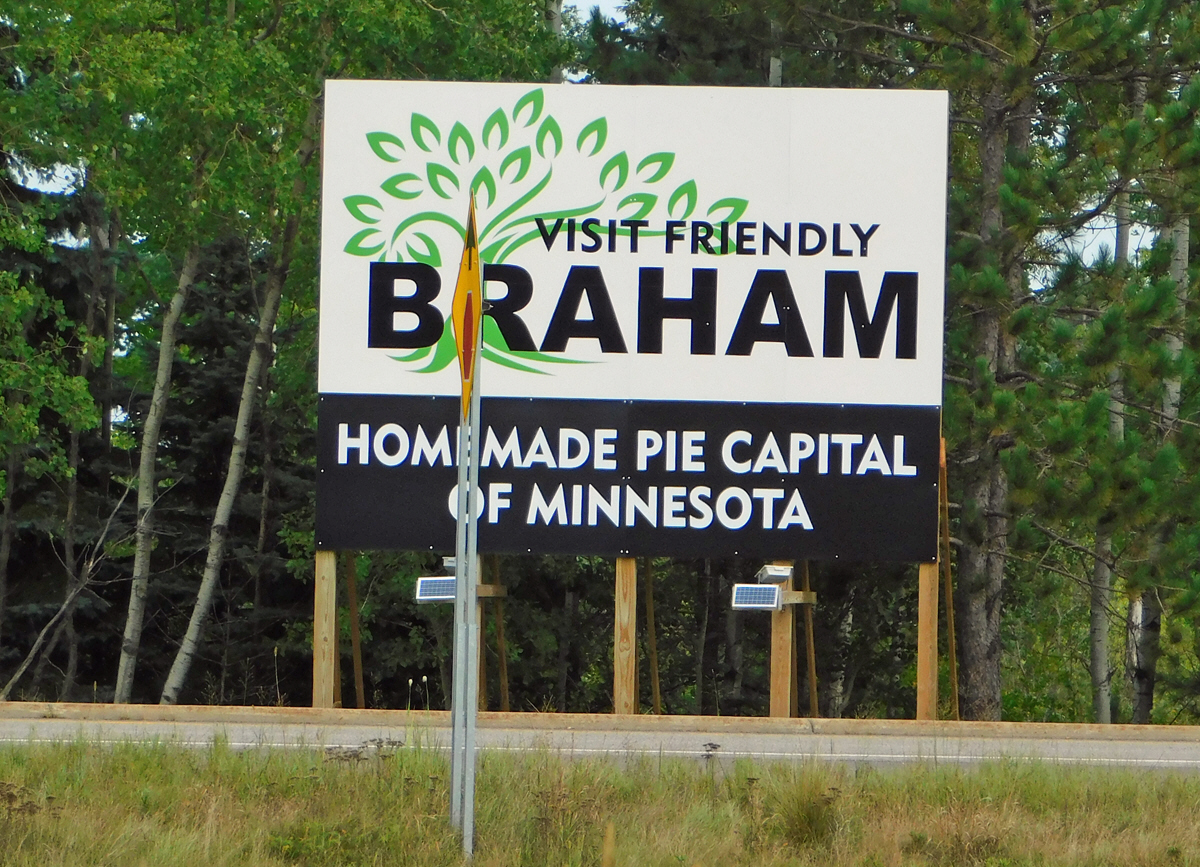 VISIT FRIENDLY
BRAHAM
HOMEMADE PIE CAPITAL
OF MINNESOTA